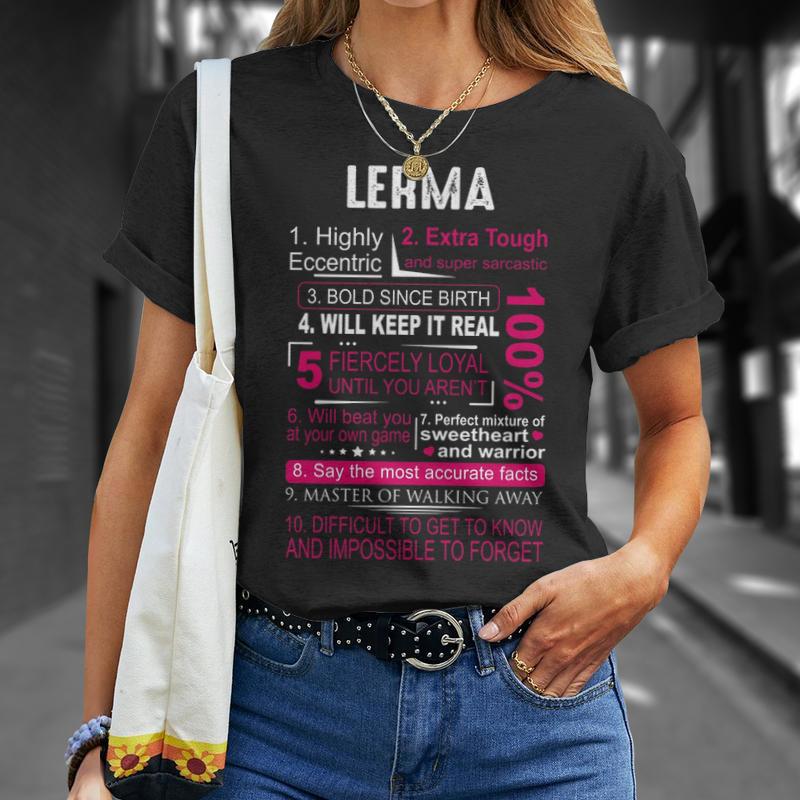 LERMA
1. Highly
Eccentric
2. Extra Tough
and super sarcastic
3. BOLD SINCE BIRTH
4. WILL KEEP IT REAL
100%
5 FIERCELY LOYAL
UNTIL YOU AREN'T
6. Will beat you
at your own game
7. Perfect mixture of
sweetheart
and warrior
8. Say the most accurate facts
9. MASTER OF WALKING AWAY
10. DIFFICULT TO GET TO KNOW
AND IMPOSSIBLE TO FORGET